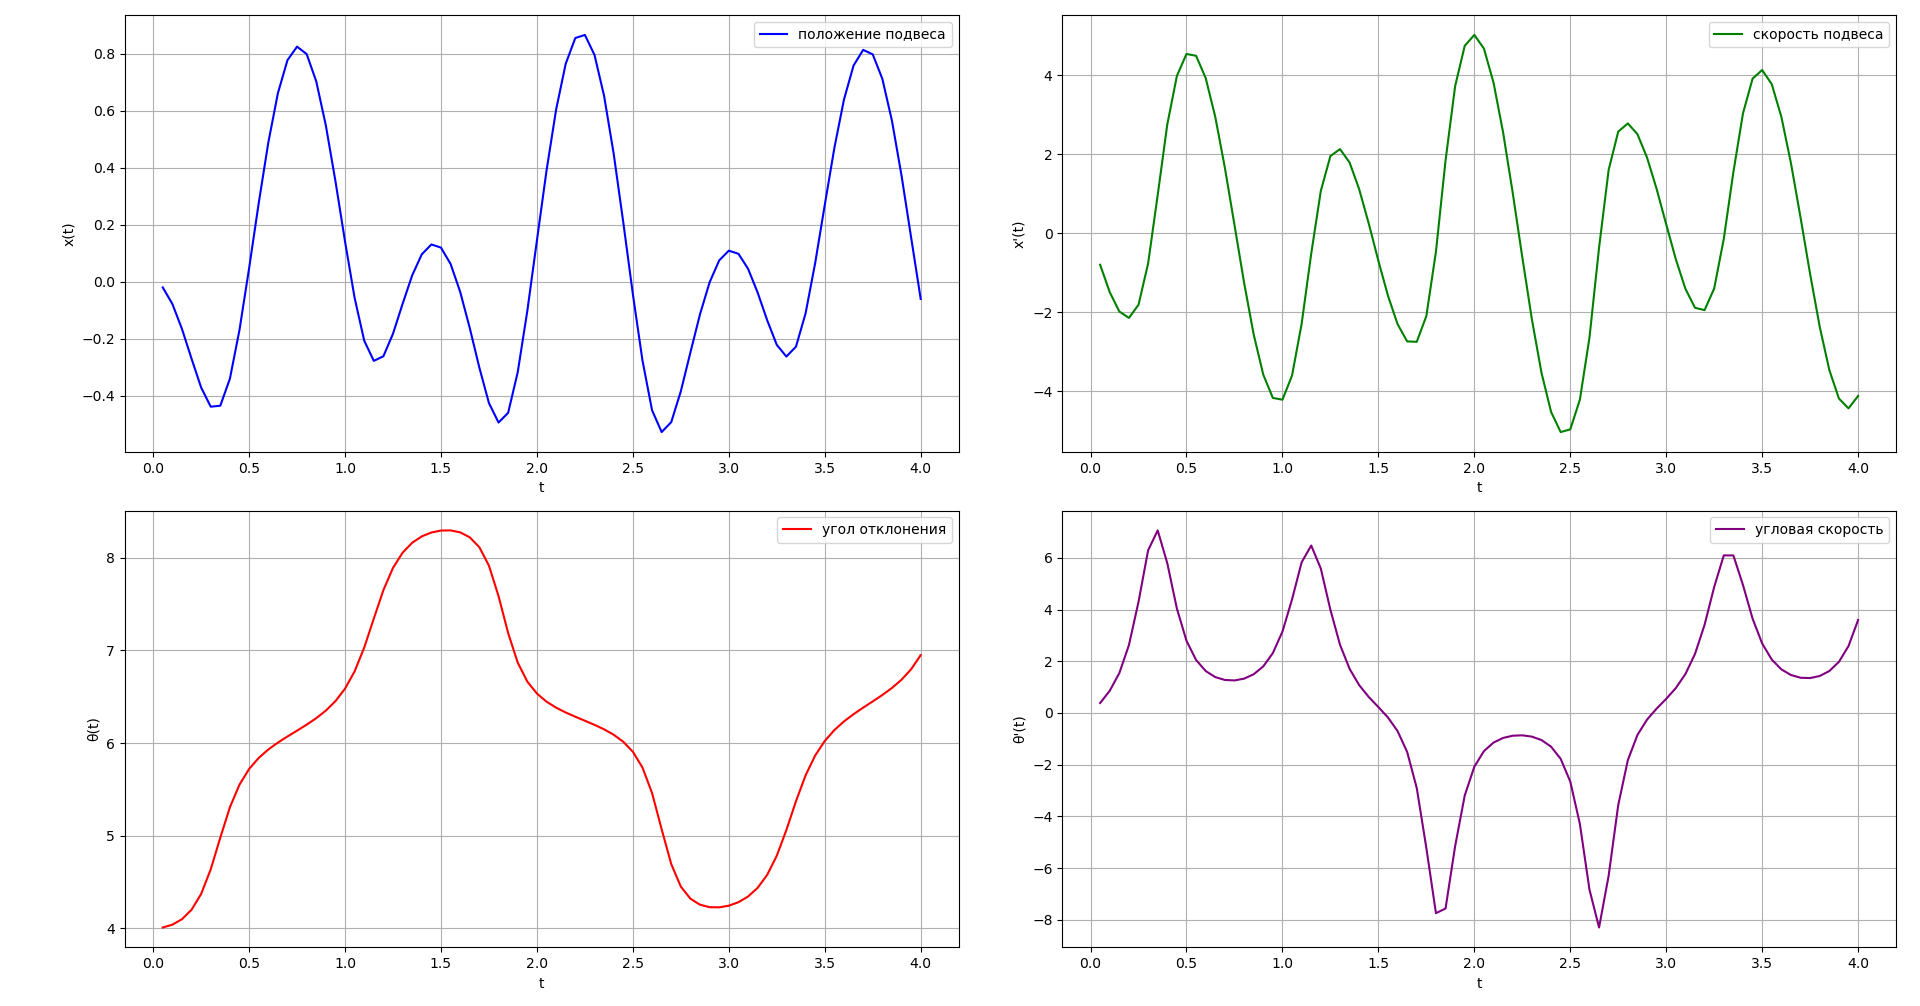 положение подвеса
x(t)
0.8
0.6
0.4
0.2
0.0
−0.2
−0.4
0.0 0.5 1.0 1.5 2.0 2.5 3.0 3.5 4.0
t
скорость подвеса
x'(t)
4
2
0
−2
−4
0.0 0.5 1.0 1.5 2.0 2.5 3.0 3.5 4.0
t
угол отклонения
θ(t)
8
7
6
5
4
0.0 0.5 1.0 1.5 2.0 2.5 3.0 3.5 4.0
t
угловая скорость
θ'(t)
6
4
2
0
−2
−4
−6
−8
0.0 0.5 1.0 1.5 2.0 2.5 3.0 3.5 4.0
t